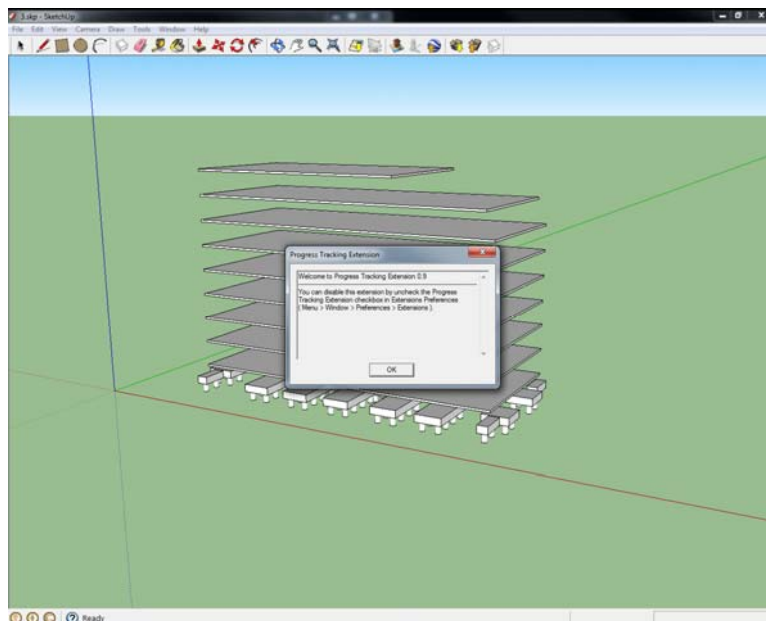 3.skp - SketchUp
File Edit View Camera Draw Tools Window Help
Progress Tracking Extension
Welcome to Progress Tracking Extension 0.9
You can disable this extension by uncheck the Progress
Tracking Extension checkbox in Extensions Preferences
( Menu > Window > Preferences > Extensions ).
OK
Ready